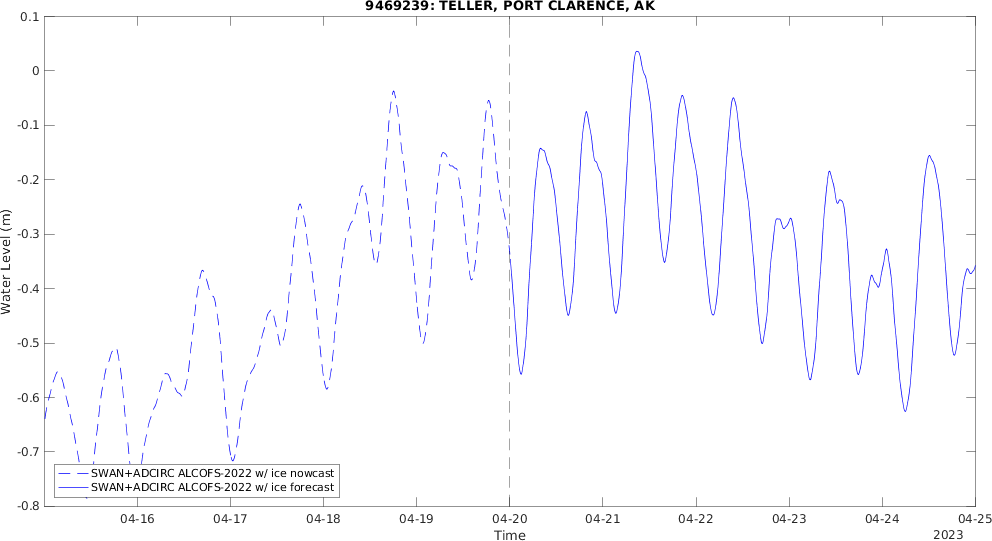 9469239: TELLER, PORT CLARENCE, AK
Water Level (m)
0.1
0
-0.1
-0.2
-0.3
-0.4
-0.5
-0.6
-0.7
-0.8
SWAN+ADCIRC ALCOFS-2022 w/ ice nowcast
SWAN+ADCIRC ALCOFS-2022 w/ ice forecast
04-16 04-17 04-18 04-19 04-20 04-21 04-22 04-23 04-24 04-25
Time
2023